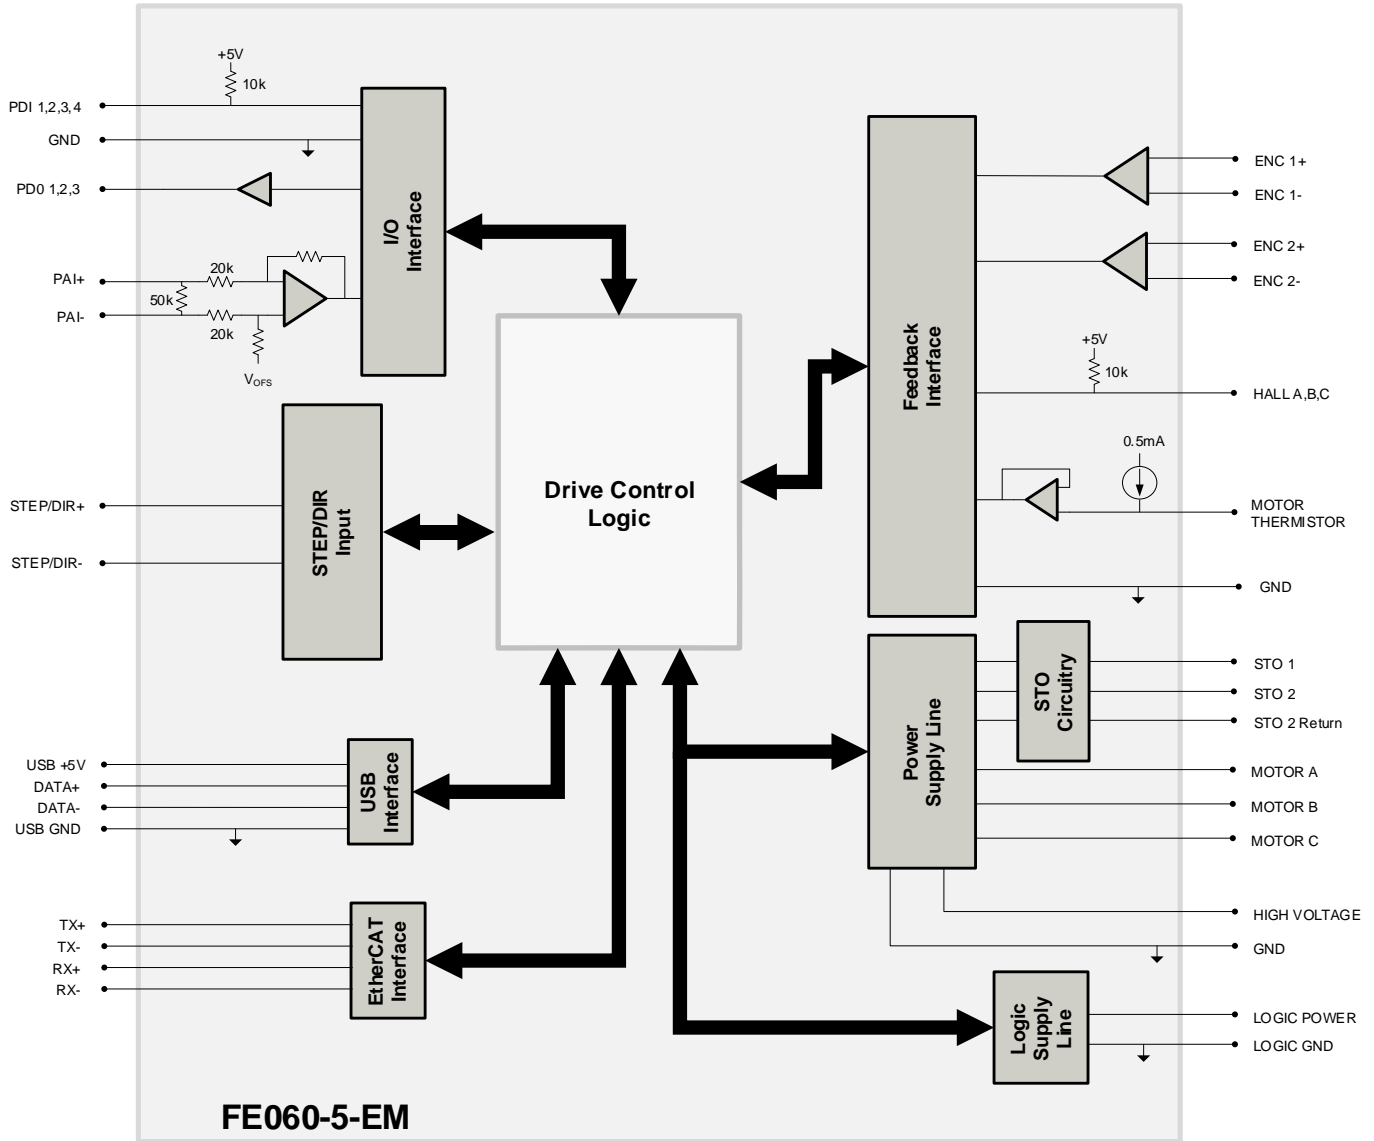 +5V
10k
PDI 1,2,3,4
GND
PD0 1,2,3
I/O
Interface
PAI+
20k
50k
PAI-
20k
VOFS
STEP/DIR+
STEP/DIR-
STEP/DIR
Input
Drive Control
Logic
USB +5V
DATA+
DATA-
USB GND
USB
Interface
TX+
TX-
RX+
RX-
EtherCAT
Interface
Feedback
Interface
ENC 1+
ENC 1-
ENC 2+
ENC 2-
+5V
10k
HALL A,B,C
0.5mA
MOTOR
THERMISTOR
GND
Power
Supply Line
STO
Circuitry
STO 1
STO 2
STO 2 Return
MOTOR A
MOTOR B
MOTOR C
HIGH VOLTAGE
GND
Logic
Supply
Line
LOGIC POWER
LOGIC GND
FE060-5-EM